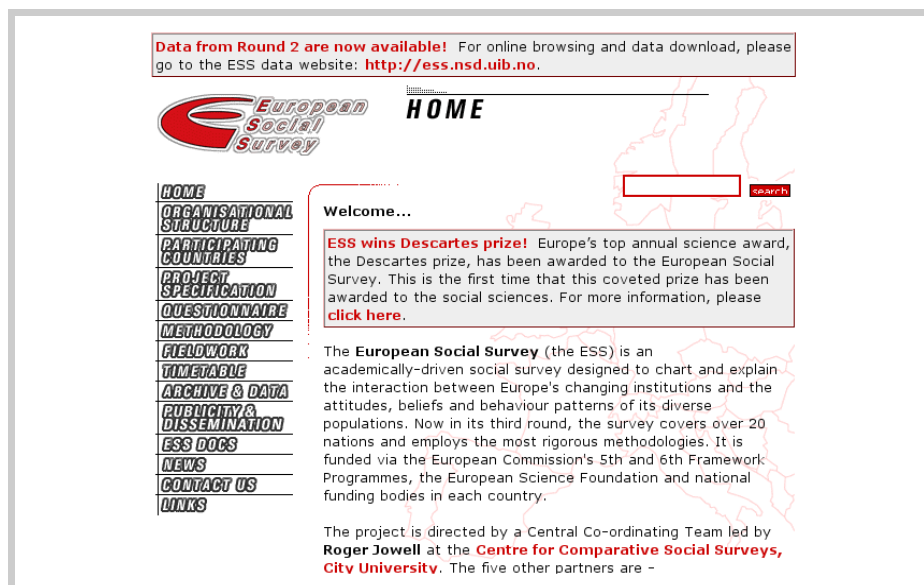 Data from Round 2 are now available! For online browsing and data download, please
go to the ESS data website: http://ess.nsd.uib.no.
European
Social
Survey
HOME
search
HOME
ORGANISATIONAL
STRUCTURE
PARTICIPATING
COUNTRIES
PROJECT
SPECIFICATION
QUESTIONNAIRE
METHODOLOGY
FIELDWORK
TIMETABLE
ARCHIVE & DATA
PUBLICITY &
DISSEMINATION
ESS DOCS
NEWS
CONTACT US
LINKS
Welcome...
ESS wins Descartes prize! Europe's top annual science award,
the Descartes prize, has been awarded to the European Social
Survey. This is the first time that this coveted prize has been
awarded to the social sciences. For more information, please
click here.
The European Social Survey (the ESS) is an
academically-driven social survey designed to chart and explain
the interaction between Europe's changing institutions and the
attitudes, beliefs and behaviour patterns of its diverse
populations. Now in its third round, the survey covers over 20
nations and employs the most rigorous methodologies. It is
funded via the European Commission's 5th and 6th Framework
Programmes, the European Science Foundation and national
funding bodies in each country.
The project is directed by a Central Co-ordinating Team led by
Roger Jowell at the Centre for Comparative Social Surveys,
City University. The five other partners are -